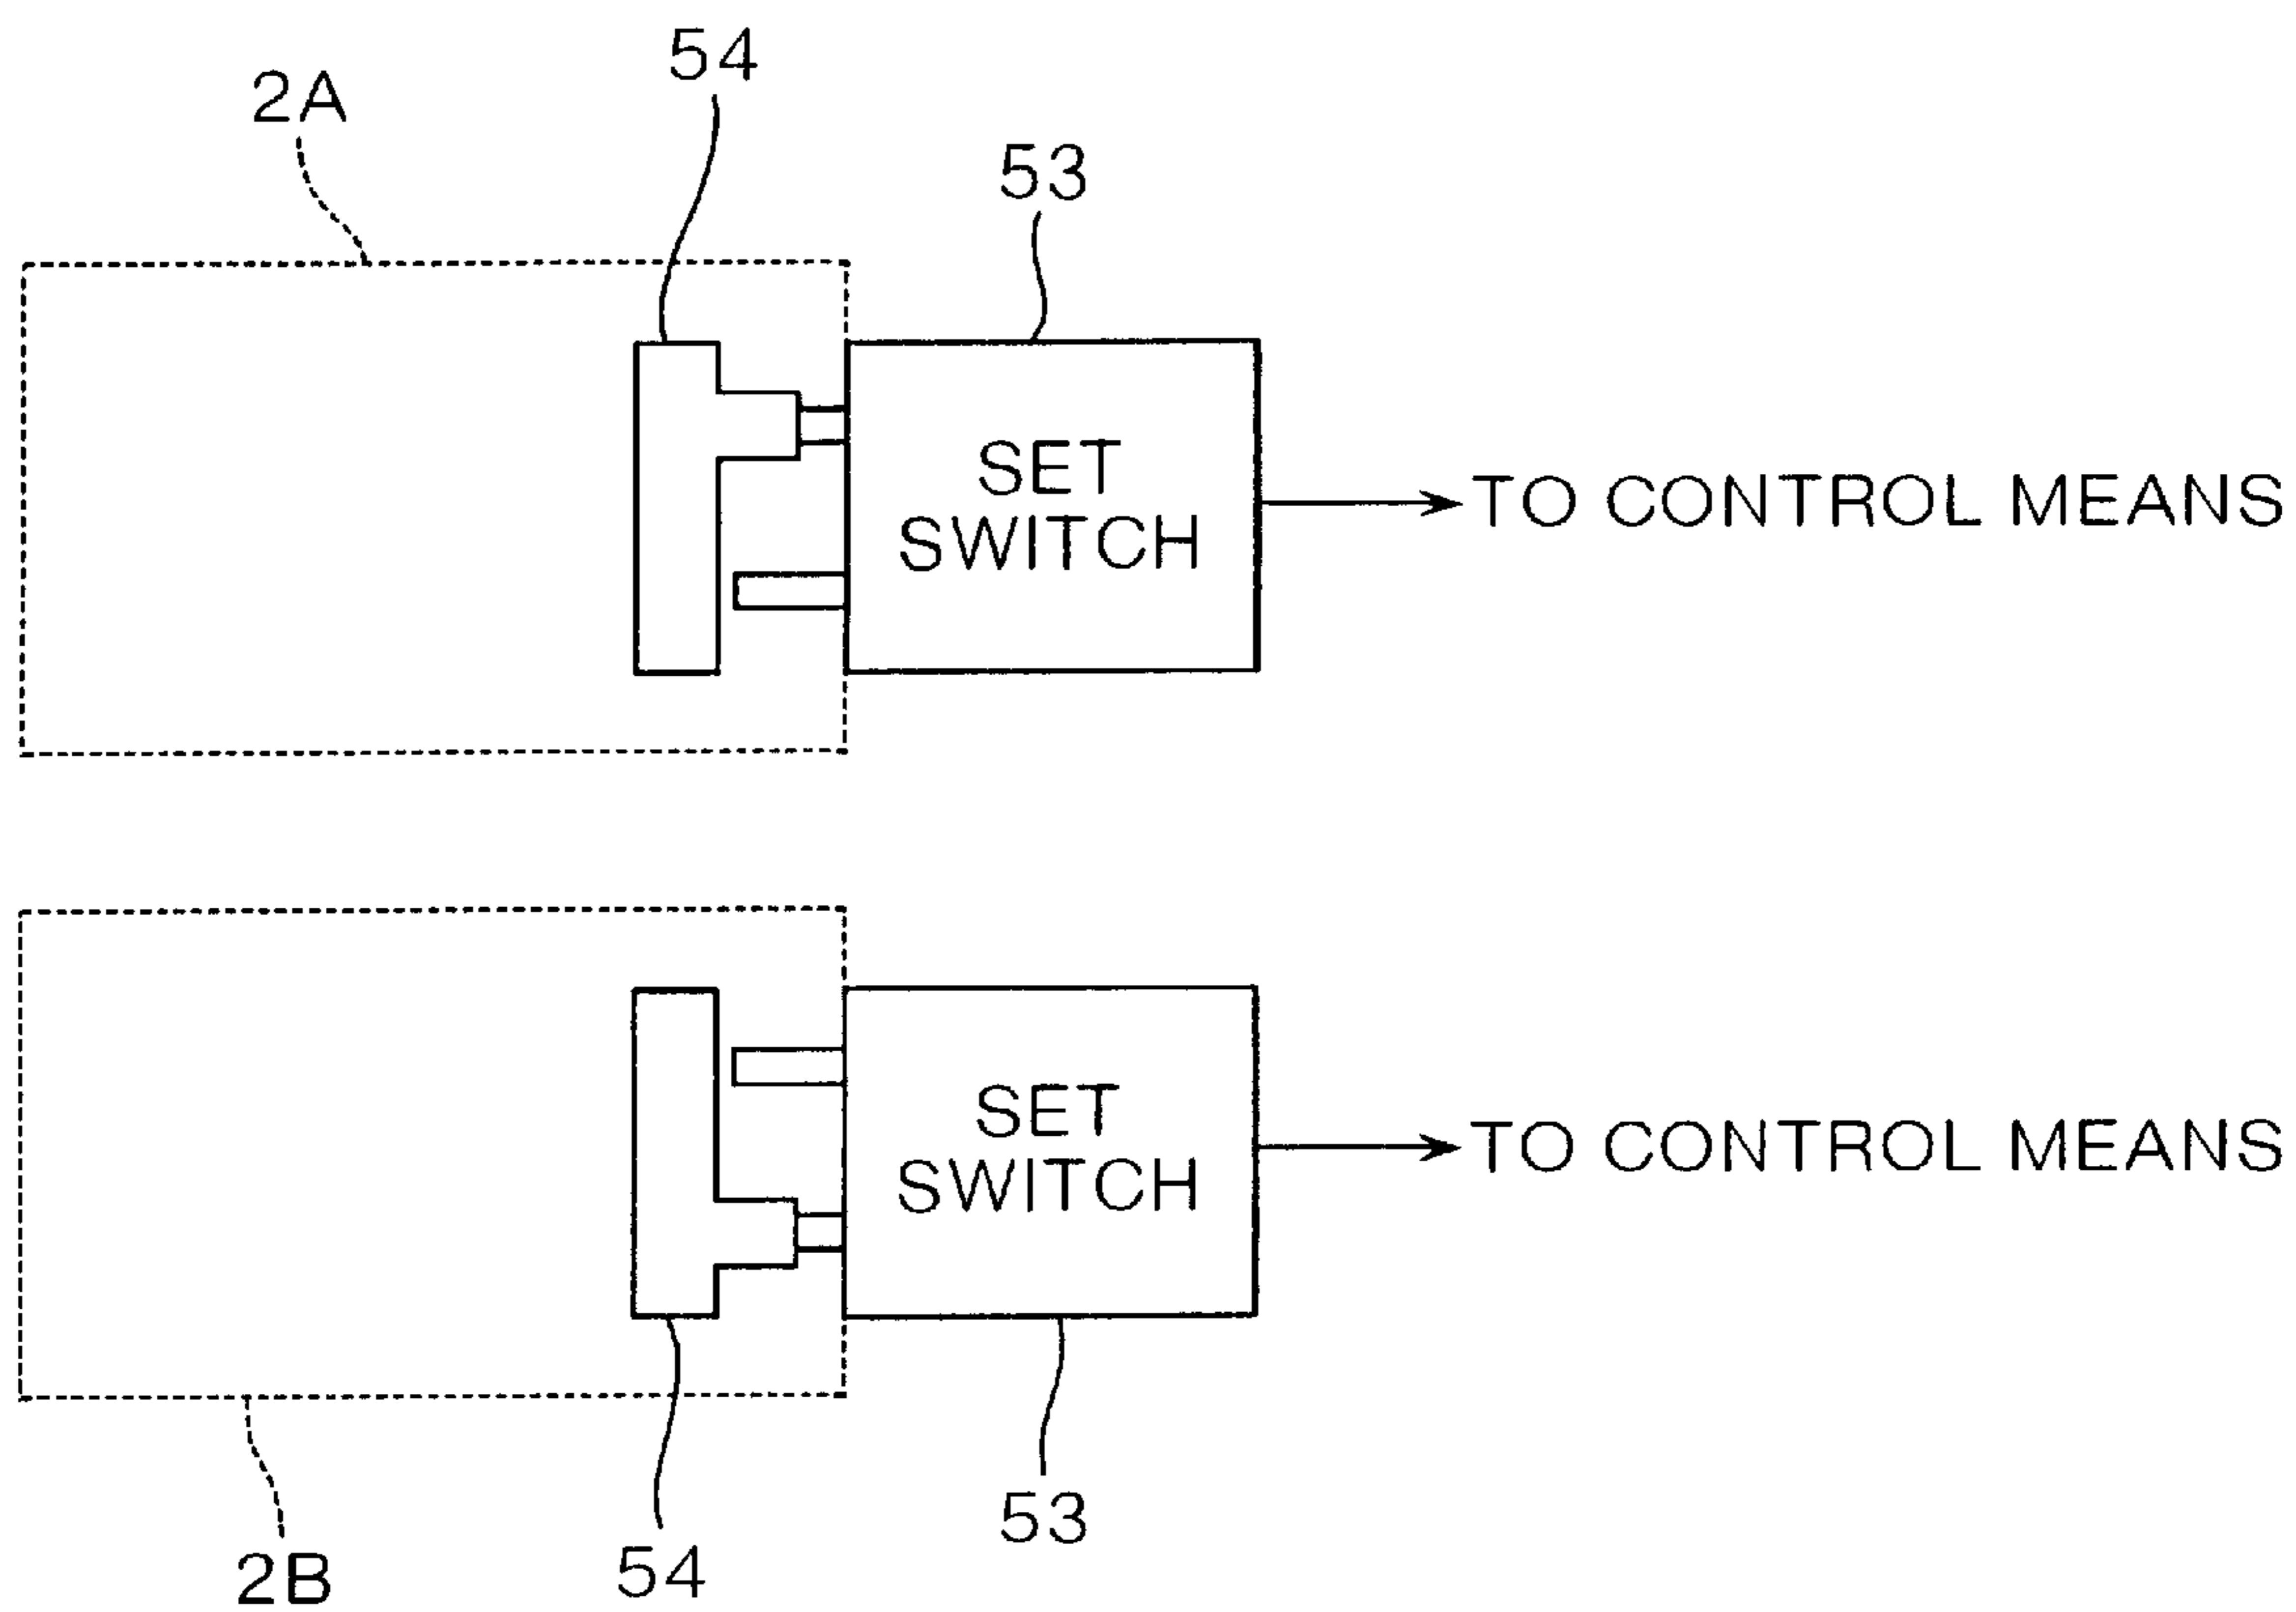 54
2A
53
SET
SWITCH
TO CONTROL MEANS
SET
SWITCH
TO CONTROL MEANS
53
54
2B